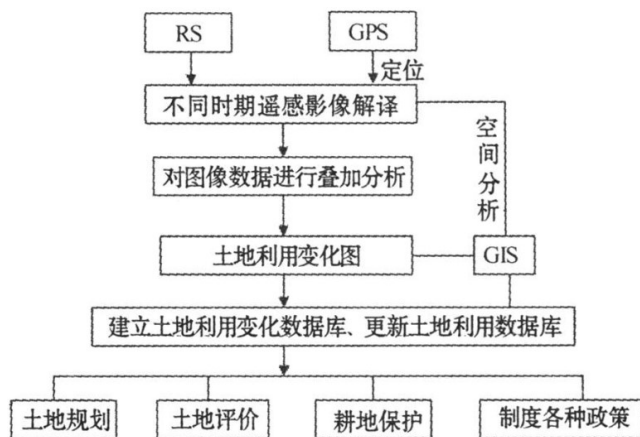 RS
GPS
定位
不同时期遥感影像解译
空间分析
对图像数据进行叠加分析
土地利用变化图
GIS
建立土地利用变化数据库、更新土地利用数据库
土地规划
土地评价
耕地保护
制度各种政策